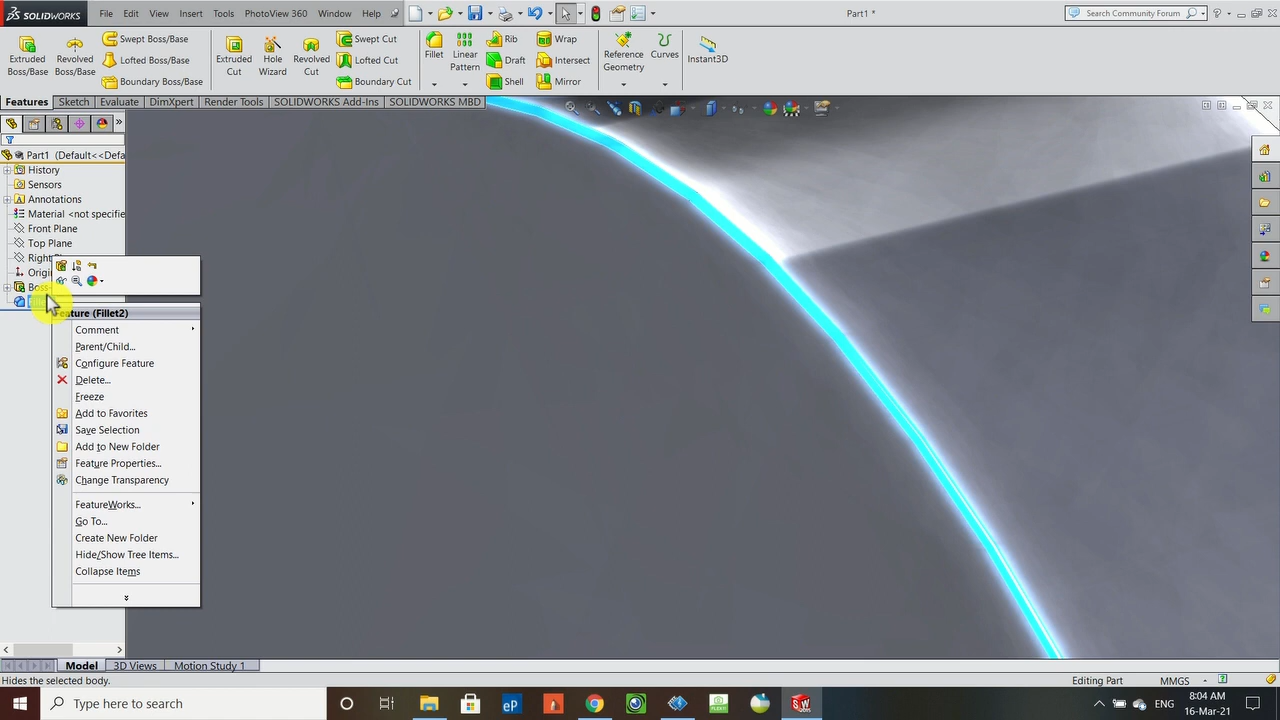 SOLIDWORKS File Edit View Insert Tools PhotoView 360 Window Help Part1 * Search Community Forum
Extruded Boss/Base
Revolved Boss/Base
Swept Boss/Base
Lofted Boss/Base
Boundary Boss/Base
Extruded Cut
Hole Wizard
Revolved Cut
Swept Cut
Lofted Cut
Boundary Cut
Fillet
Linear Pattern
Rib
Draft
Shell
Wrap
Intersect
Mirror
Reference Geometry
Curves
Instant3D
Features Sketch Evaluate DimXpert Render Tools SOLIDWORKS Add-Ins SOLIDWORKS MBD
Part1 (Default<<Defa
History
Sensors
Annotations
Material <not specifie
Front Plane
Top Plane
Right
Origi
Boss
Feature (Fillet2)
Comment
Parent/Child...
Configure Feature
Delete...
Freeze
Add to Favorites
Save Selection
Add to New Folder
Feature Properties...
Change Transparency
FeatureWorks...
Go To...
Create New Folder
Hide/Show Tree Items...
Collapse Items
Model 3D Views Motion Study 1
Hides the selected body. Editing Part MMGS
Type here to search
ENG
8:04 AM
16-Mar-21